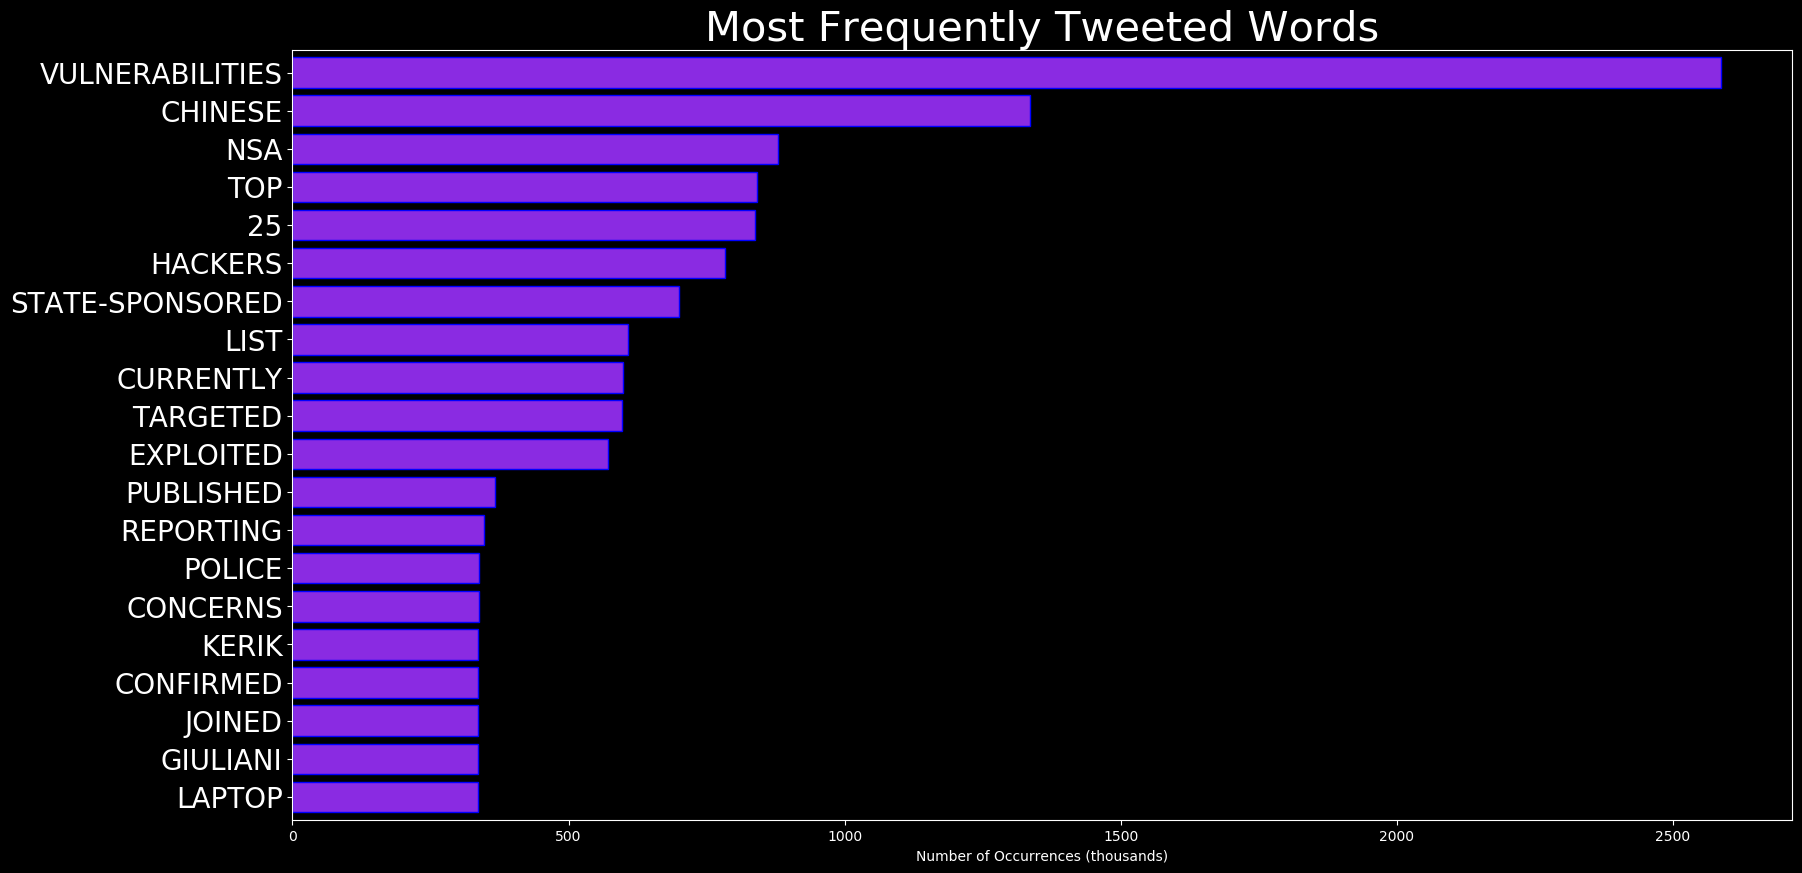 Most Frequently Tweeted Words
VULNERABILITIES
CHINESE
NSA
TOP
25
HACKERS
STATE-SPONSORED
LIST
CURRENTLY
TARGETED
EXPLOITED
PUBLISHED
REPORTING
POLICE
CONCERNS
KERIK
CONFIRMED
JOINED
GIULIANI
LAPTOP
0 500 1000 1500 2000 2500
Number of Occurrences (thousands)